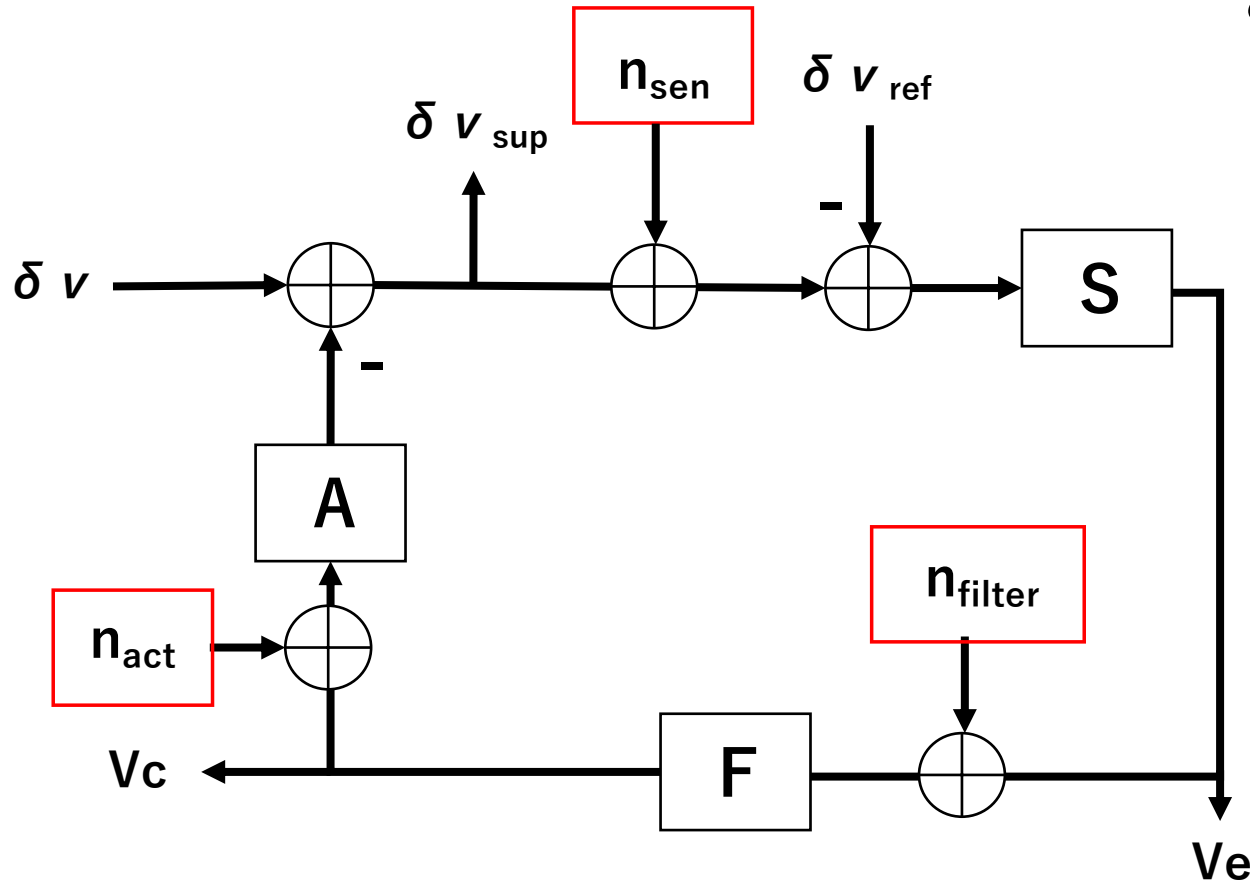 n_sen
δ v_ref
δ v_sup
-
δ v
S
-
A
n_filter
n_act
F
Vc
Ve